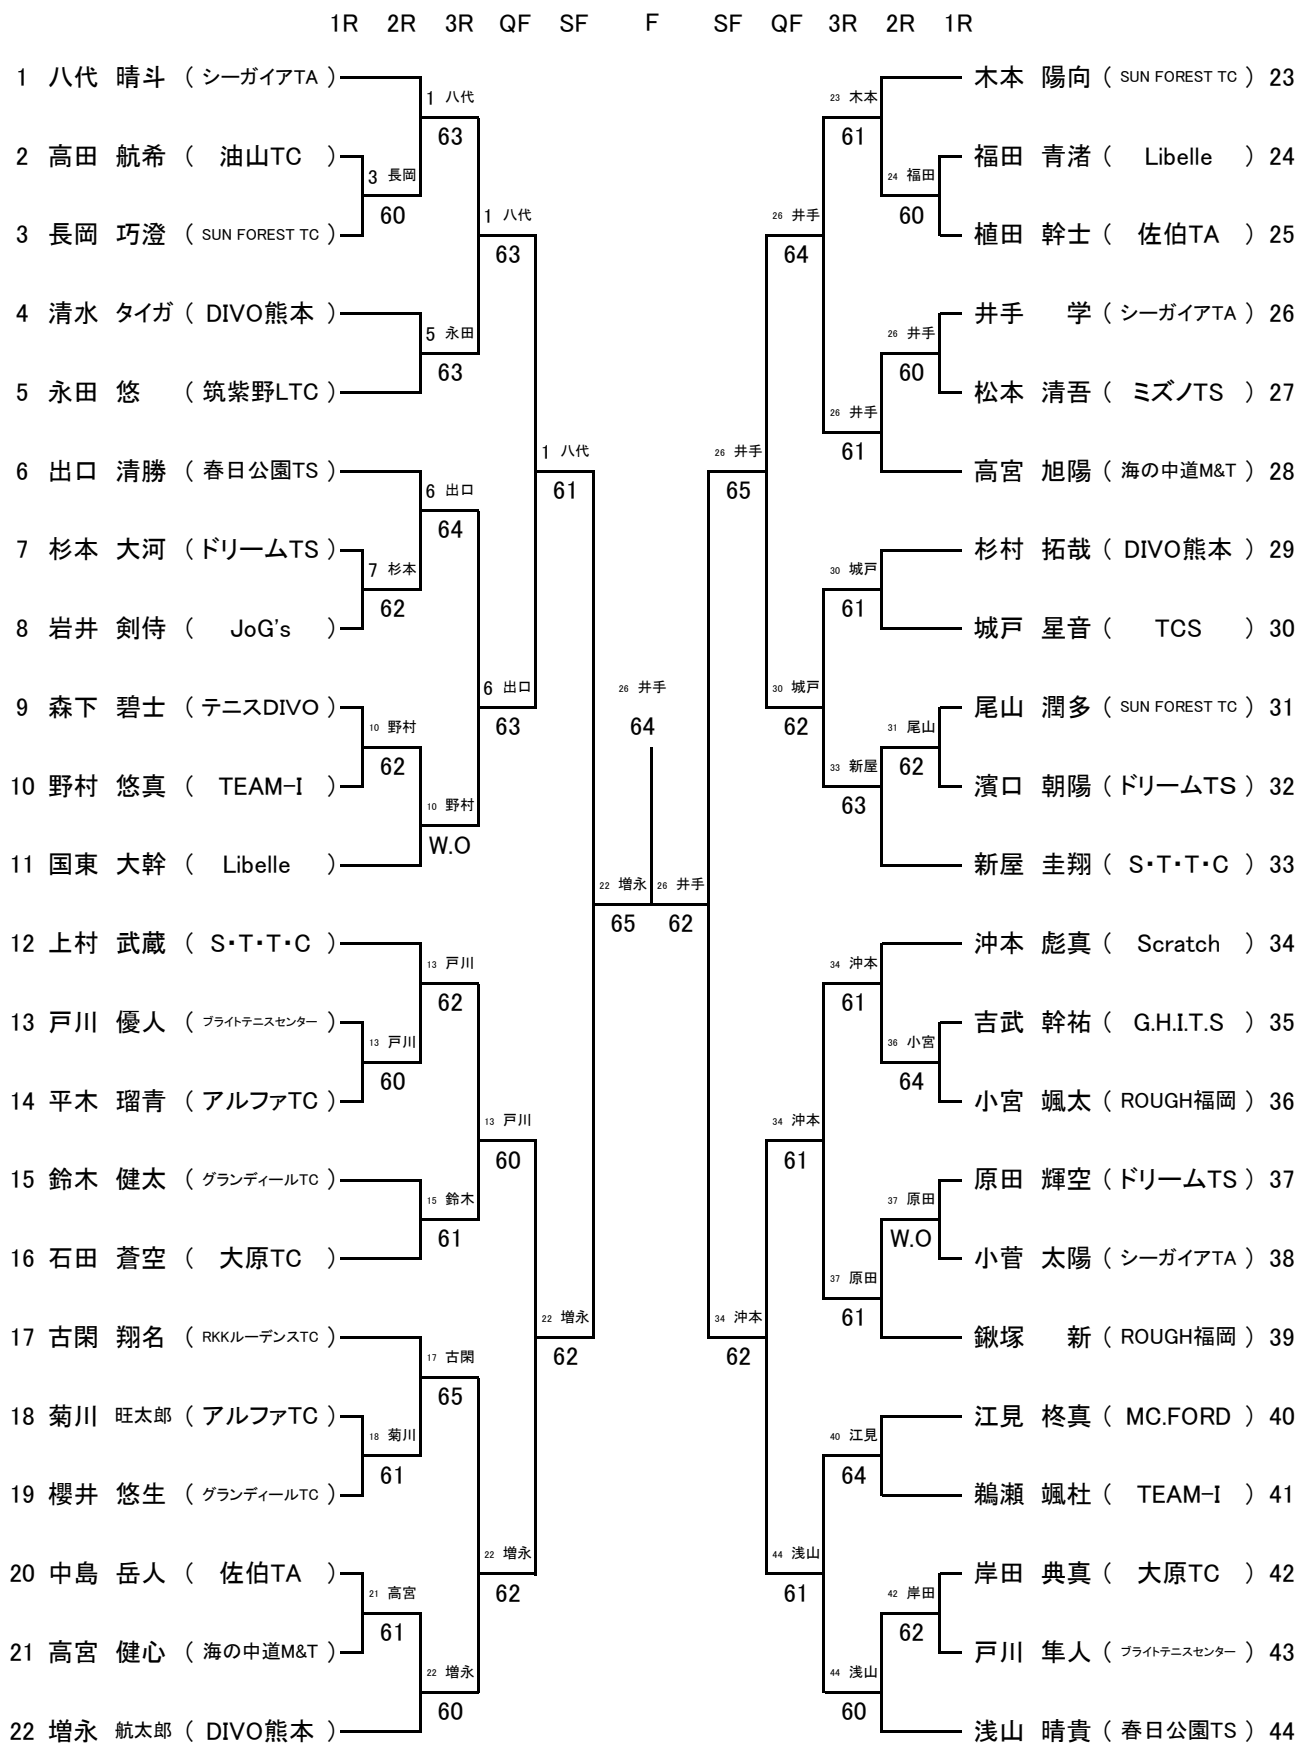 1R 2R 3R QF SF F SF QF 3R 2R 1R
1 八代 晴斗 ( シーガイアTA )
2 高田 航希 ( 油山TC )
3 長岡 巧澄 ( SUN FOREST TC )
4 清水 タイガ ( DIVO熊本 )
5 永田 悠 ( 筑紫野LTC )
6 出口 清勝 ( 春日公園TS )
7 杉本 大河 ( ドリームTS )
8 岩井 剣侍 ( JoG's )
9 森下 碧士 ( テニスDIVO )
10 野村 悠真 ( TEAM-I )
11 国東 大幹 ( Libelle )
12 上村 武蔵 ( S・T・T・C )
13 戸川 優人 ( ブライトテニスセンター )
14 平木 瑠青 ( アルファTC )
15 鈴木 健太 ( グランディールTC )
16 石田 蒼空 ( 大原TC )
17 古閑 翔名 ( RKKルーデンスTC )
18 菊川 旺太郎 ( アルファTC )
19 櫻井 悠生 ( グランディールTC )
20 中島 岳人 ( 佐伯TA )
21 高宮 健心 ( 海の中道M&T )
22 増永 航太郎 ( DIVO熊本 )
3 長岡
60
7 杉本
62
10 野村
62
13 戸川
60
18 菊川
61
21 高宮
61
1 八代
63
5 永田
63
6 出口
64
10 野村
W.O
13 戸川
62
15 鈴木
61
17 古閑
65
22 増永
60
1 八代
63
6 出口
63
13 戸川
60
22 増永
62
1 八代
61
22 増永
62
22 増永
65
26 井手
64
26 井手
62
26 井手
65
34 沖本
62
26 井手
64
30 城戸
62
34 沖本
61
44 浅山
61
23 木本
61
26 井手
61
30 城戸
61
33 新屋
63
34 沖本
61
37 原田
61
40 江見
64
44 浅山
60
24 福田
60
26 井手
60
31 尾山
62
36 小宮
64
37 原田
W.O
42 岸田
62
木本 陽向 ( SUN FOREST TC ) 23
福田 青渚 ( Libelle ) 24
植田 幹士 ( 佐伯TA ) 25
井手 学 ( シーガイアTA ) 26
松本 清吾 ( ミズノTS ) 27
高宮 旭陽 ( 海の中道M&T ) 28
杉村 拓哉 ( DIVO熊本 ) 29
城戸 星音 ( TCS ) 30
尾山 潤多 ( SUN FOREST TC ) 31
濱口 朝陽 ( ドリームTS ) 32
新屋 圭翔 ( S・T・T・C ) 33
沖本 彪真 ( Scratch ) 34
吉武 幹祐 ( G.H.I.T.S ) 35
小宮 颯太 ( ROUGH福岡 ) 36
原田 輝空 ( ドリームTS ) 37
小菅 太陽 ( シーガイアTA ) 38
鍬塚 新 ( ROUGH福岡 ) 39
江見 柊真 ( MC.FORD ) 40
鵜瀬 颯杜 ( TEAM-I ) 41
岸田 典真 ( 大原TC ) 42
戸川 隼人 ( ブライトテニスセンター ) 43
浅山 晴貴 ( 春日公園TS ) 44